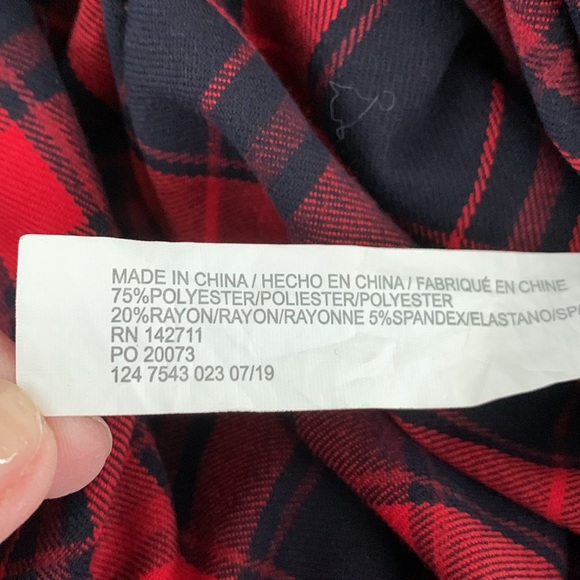 MADE IN CHINA / HECHO EN CHINA / FABRIQUÉ EN CHINE
75%POLYESTER/POLIESTER/POLYESTER
20%RAYON/RAYON/RAYONNE 5%SPANDEX/ELASTANO/
RN 142711
PO 20073
124 7543 023 07/19